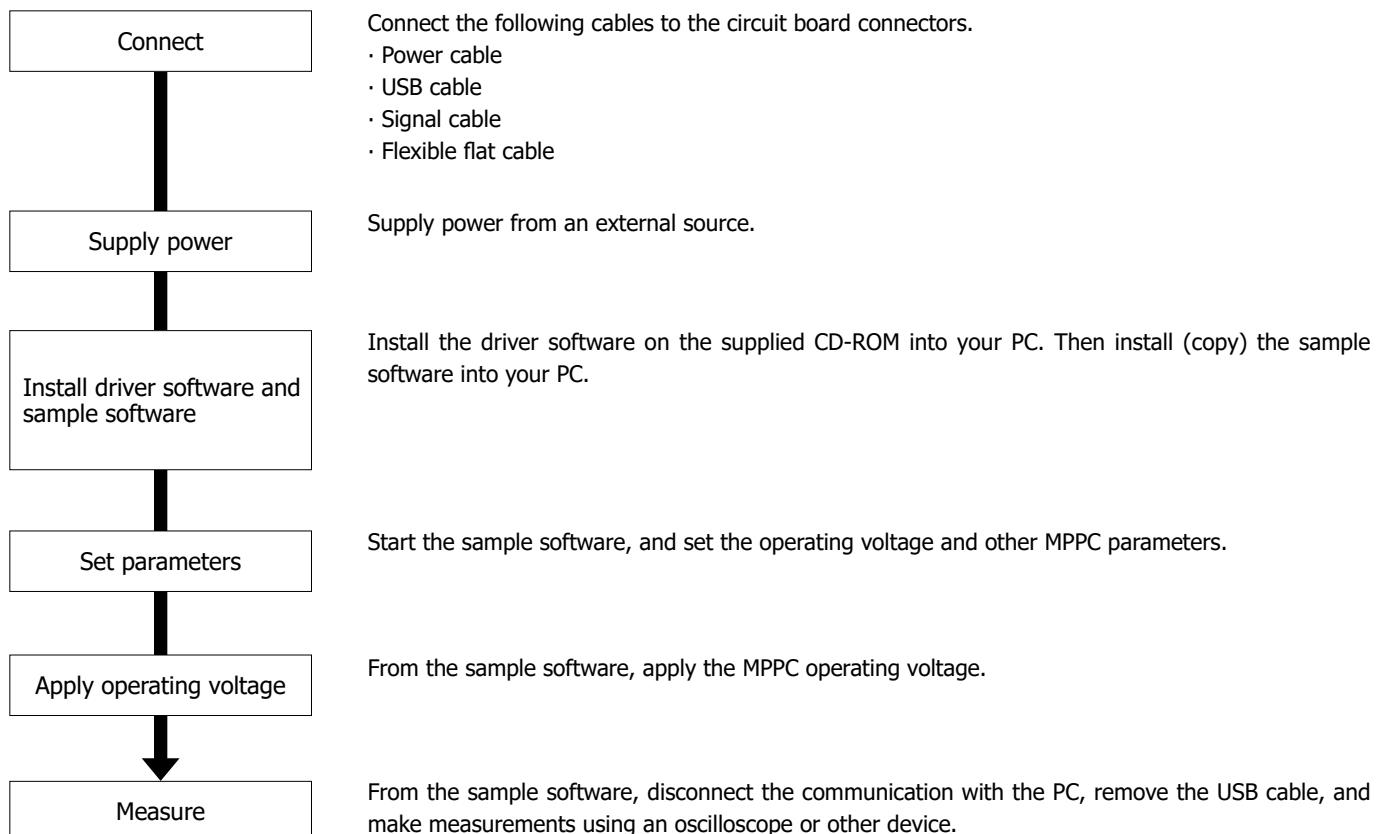 Connect
Connect the following cables to the circuit board connectors.
· Power cable
· USB cable
· Signal cable
· Flexible flat cable
Supply power
Supply power from an external source.
Install driver software and
sample software
Install the driver software on the supplied CD-ROM into your PC. Then install (copy) the sample
software into your PC.
Set parameters
Start the sample software, and set the operating voltage and other MPPC parameters.
Apply operating voltage
From the sample software, apply the MPPC operating voltage.
Measure
From the sample software, disconnect the communication with the PC, remove the USB cable, and
make measurements using an oscilloscope or other device.